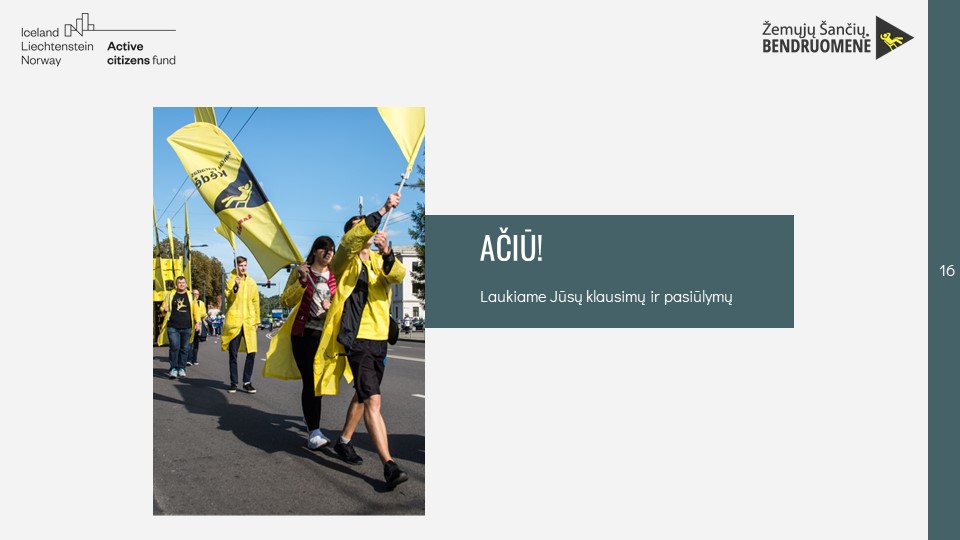 Iceland
Liechtenstein
Norway
Active
citizens fund
Žemųjų Šančių
BENDRUOMENĖ
AČIŪ!
Laukiame Jūsų klausimų ir pasiūlymų
16